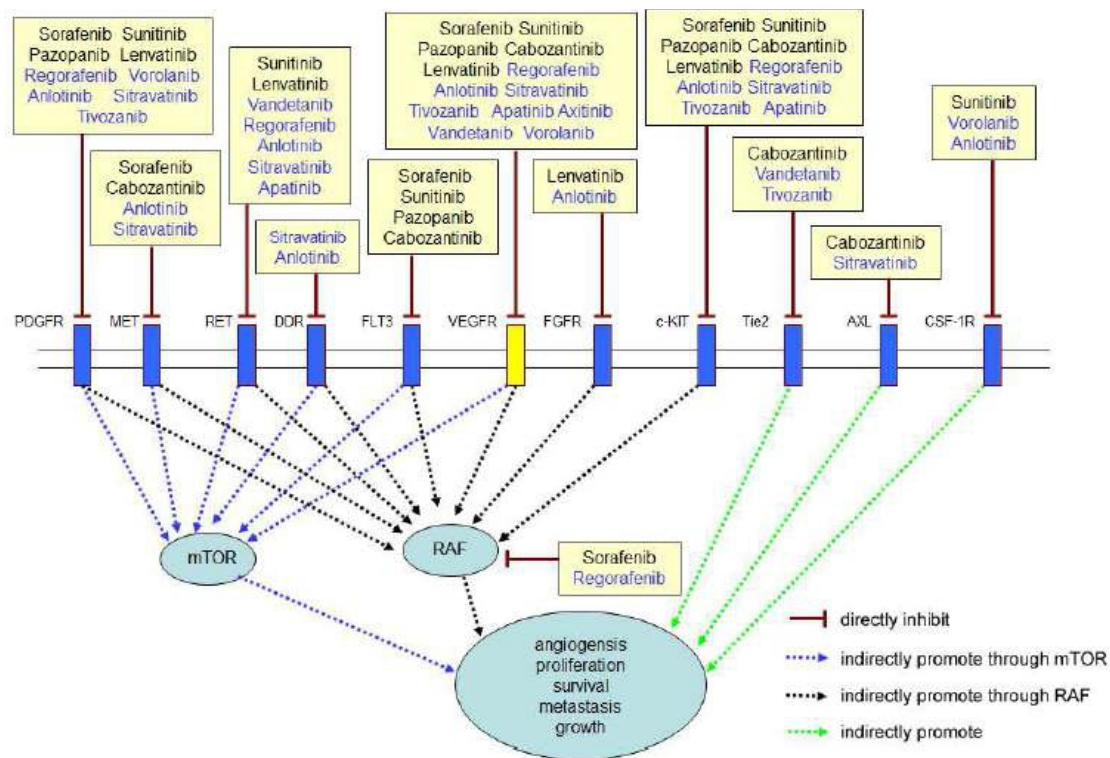 Sorafenib Sunitinib
Pazopanib Lenvatinib
Regorafenib Vorolanib
Anlotinib Sitravatinib
Tivozanib
Sunitinib
Lenvatinib
Vandetanib
Regorafenib
Anlotinib
Sitravatinib
Apatinib
Sorafenib Sunitinib
Pazopanib Cabozantinib
Lenvatinib Regorafenib
Anlotinib Sitravatinib
Tivozanib Apatinib Axitinib
Vandetanib Vorolanib
Sorafenib Sunitinib
Pazopanib Cabozantinib
Lenvatinib Regorafenib
Anlotinib Sitravatinib
Tivozanib Apatinib
Sunitinib
Vorolanib
Anlotinib
Sorafenib
Cabozantinib
Anlotinib
Sitravatinib
Sorafenib
Sunitinib
Pazopanib
Cabozantinib
Lenvatinib
Anlotinib
Cabozantinib
Vandetanib
Tivozanib
Sitravatinib
Anlotinib
Cabozantinib
Sitravatinib
PDGFR MET RET DDR FLT3 VEGFR FGFR c-KIT Tie2 AXL CSF-1R
mTOR
RAF
Sorafenib
Regorafenib
angiogensis
proliferation
survival
metastasis
growth
directly inhibit
indirectly promote through mTOR
indirectly promote through RAF
indirectly promote